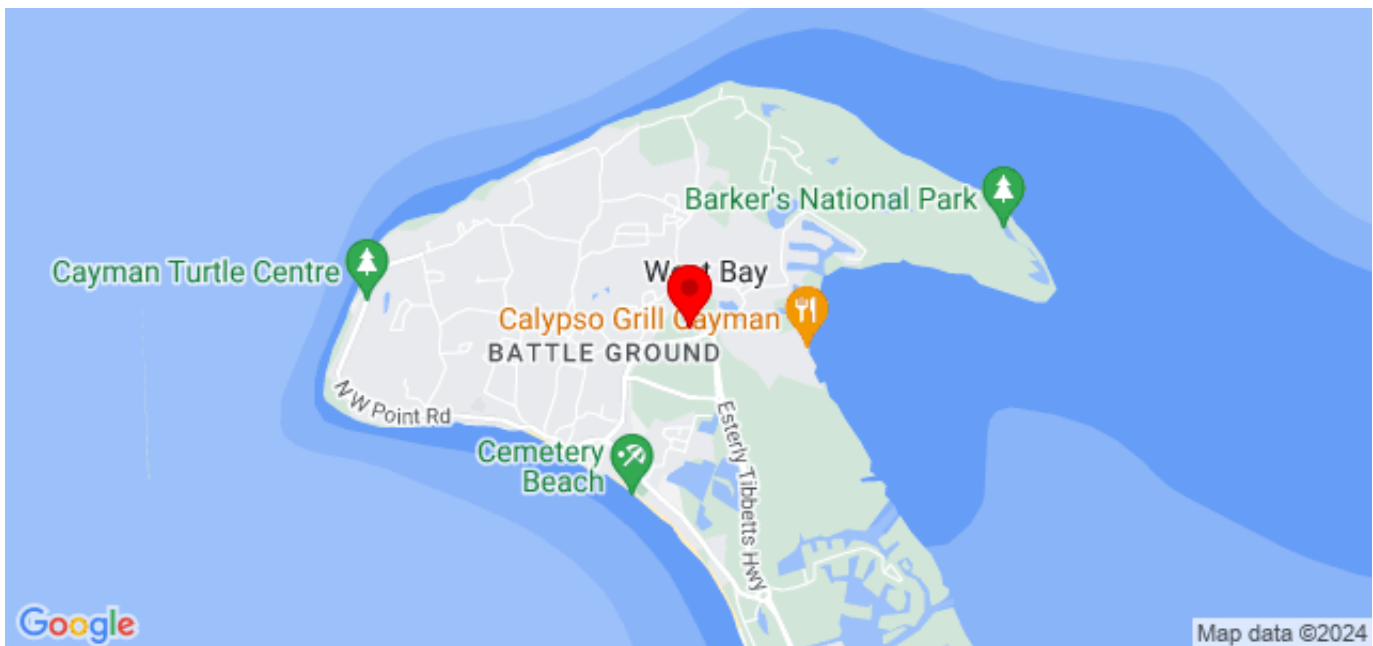 Barker's National Park
Cayman Turtle Centre
West Bay
Calypso Grill Cayman
BATTLE GROUND
NW Point Rd
Esterly Tibbetts Hwy
Cemetery
Beach
Google
Map data ©2024